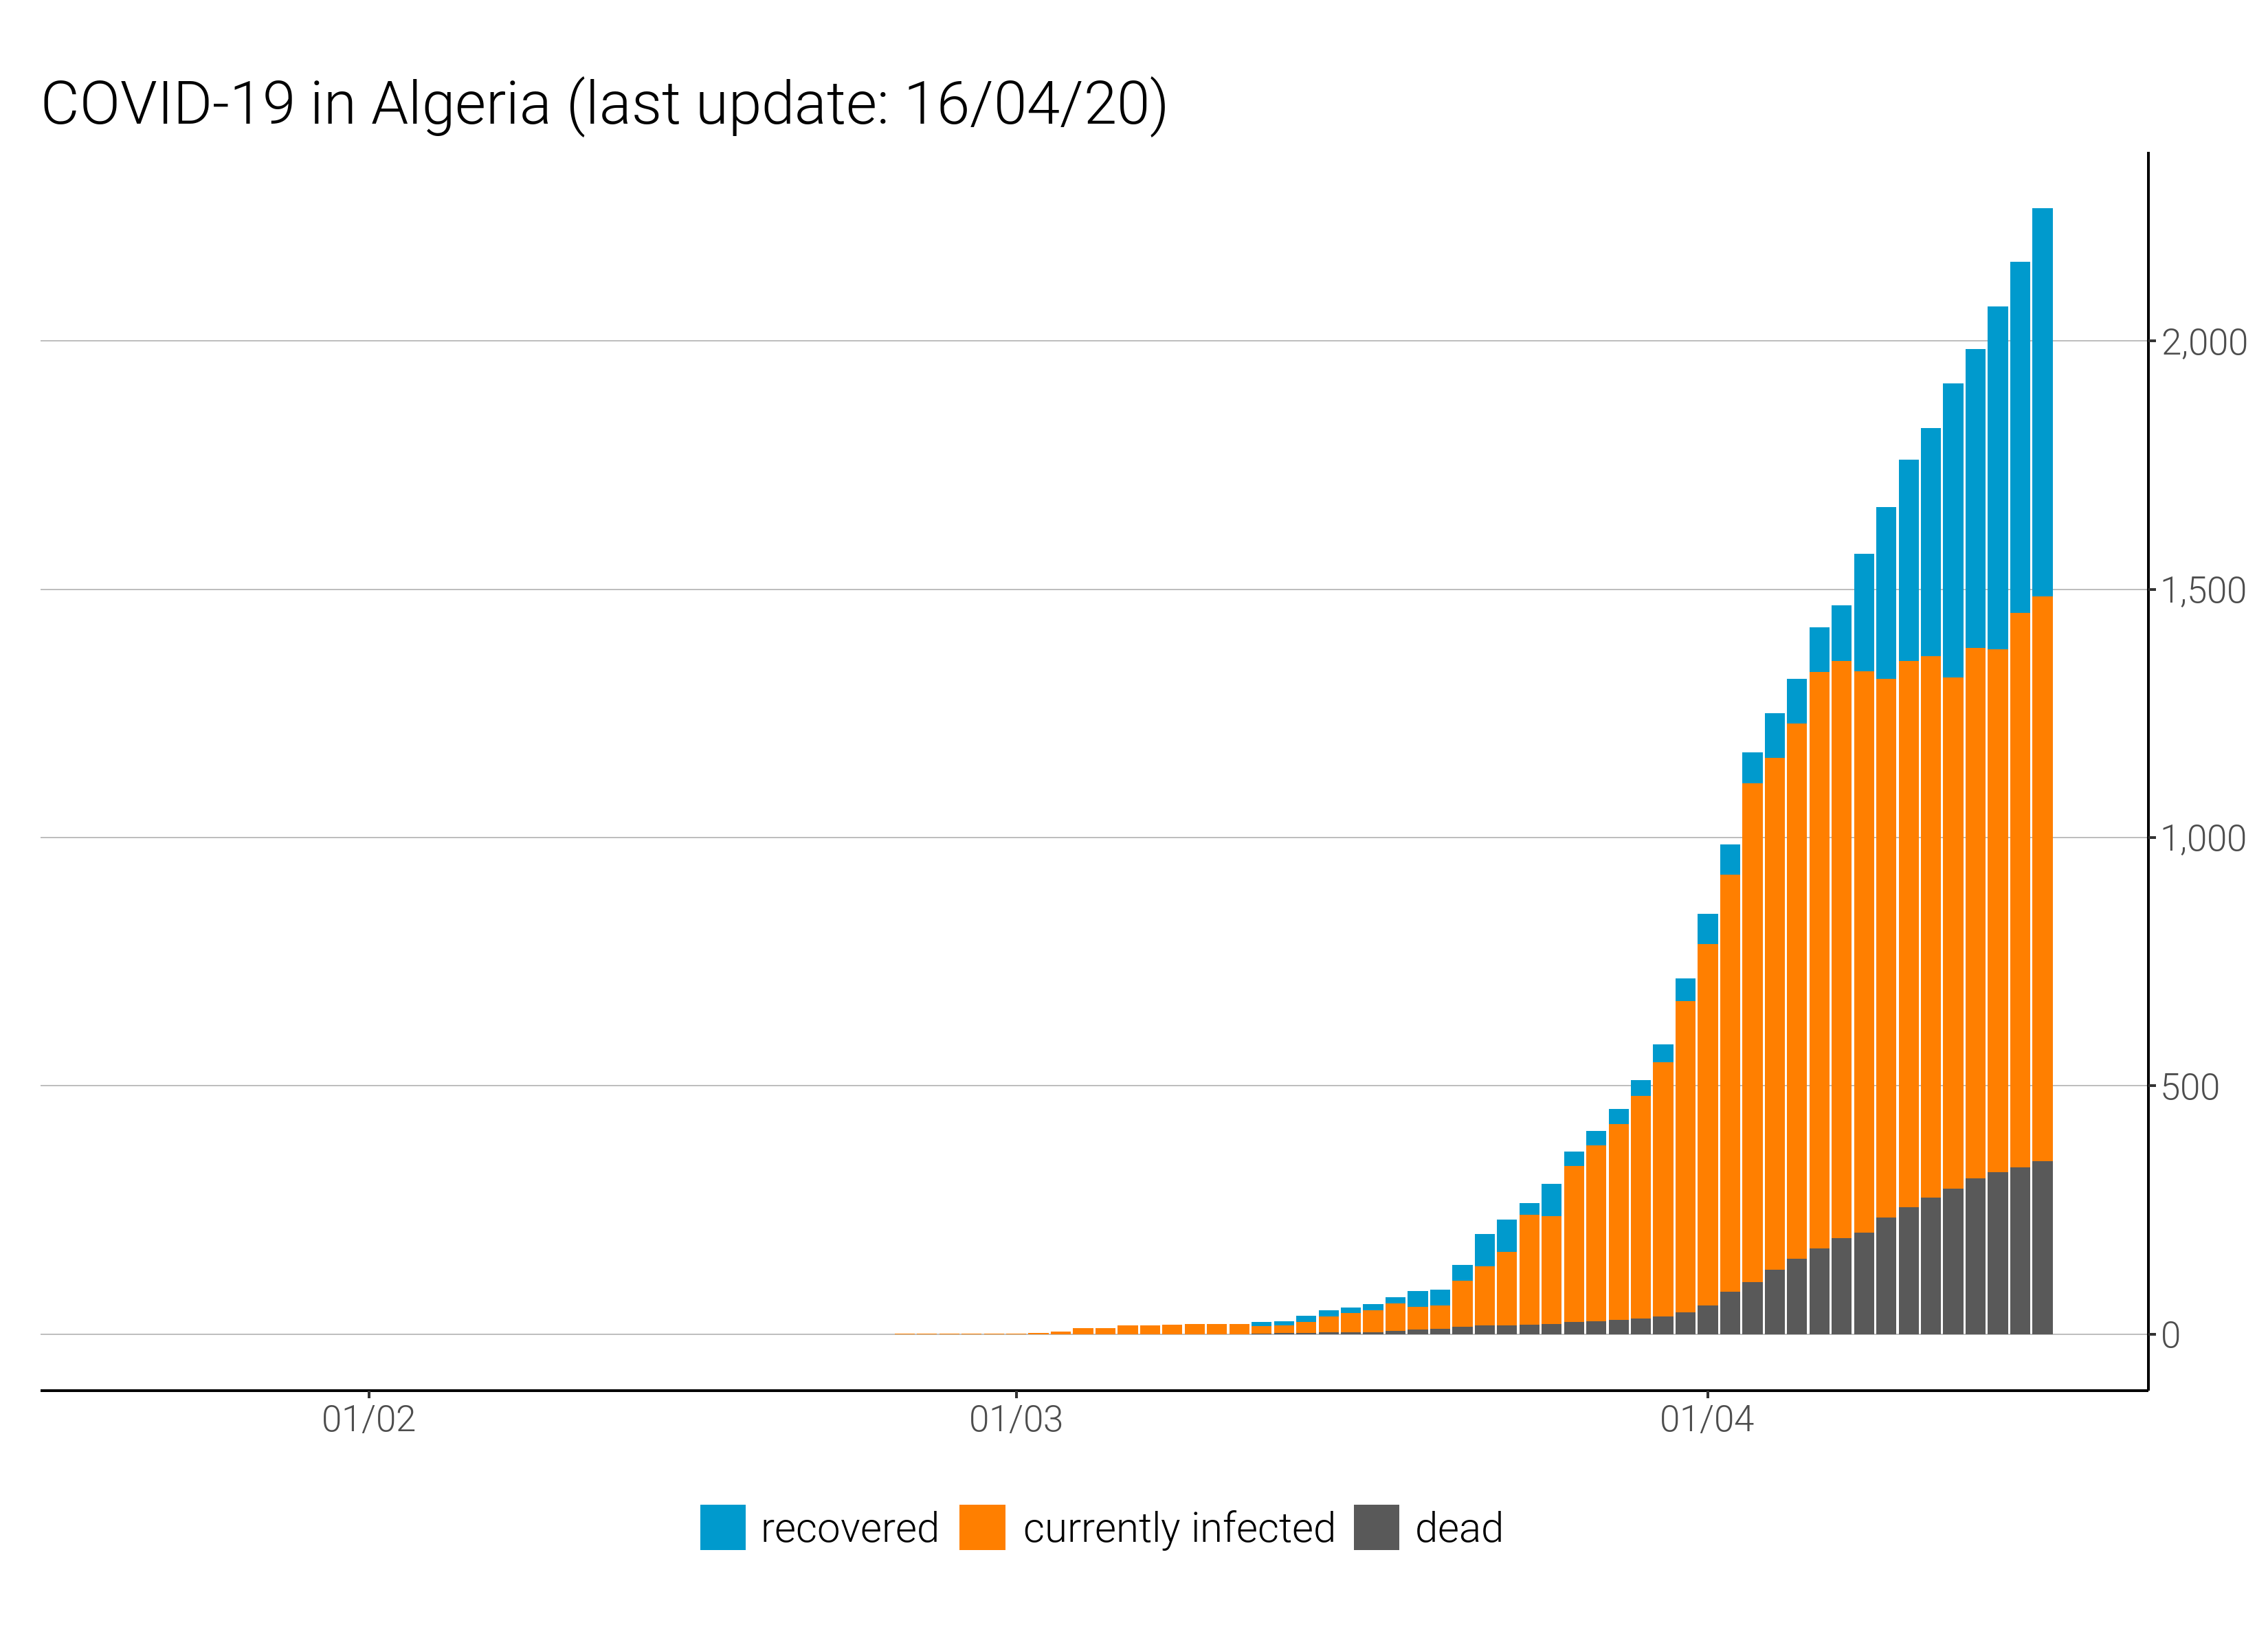 COVID-19 in Algeria (last update: 16/04/20)
2,000
1,500
1,000
500
0
01/02 01/03 01/04
recovered currently infected dead